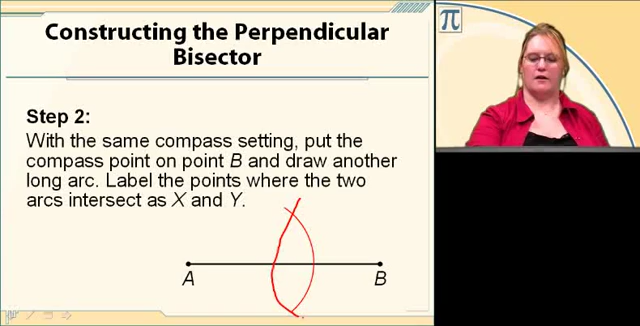 Constructing the Perpendicular
Bisector
π
Step 2:
With the same compass setting, put the
compass point on point B and draw another
long arc. Label the points where the two
arcs intersect as X and Y.
A
B